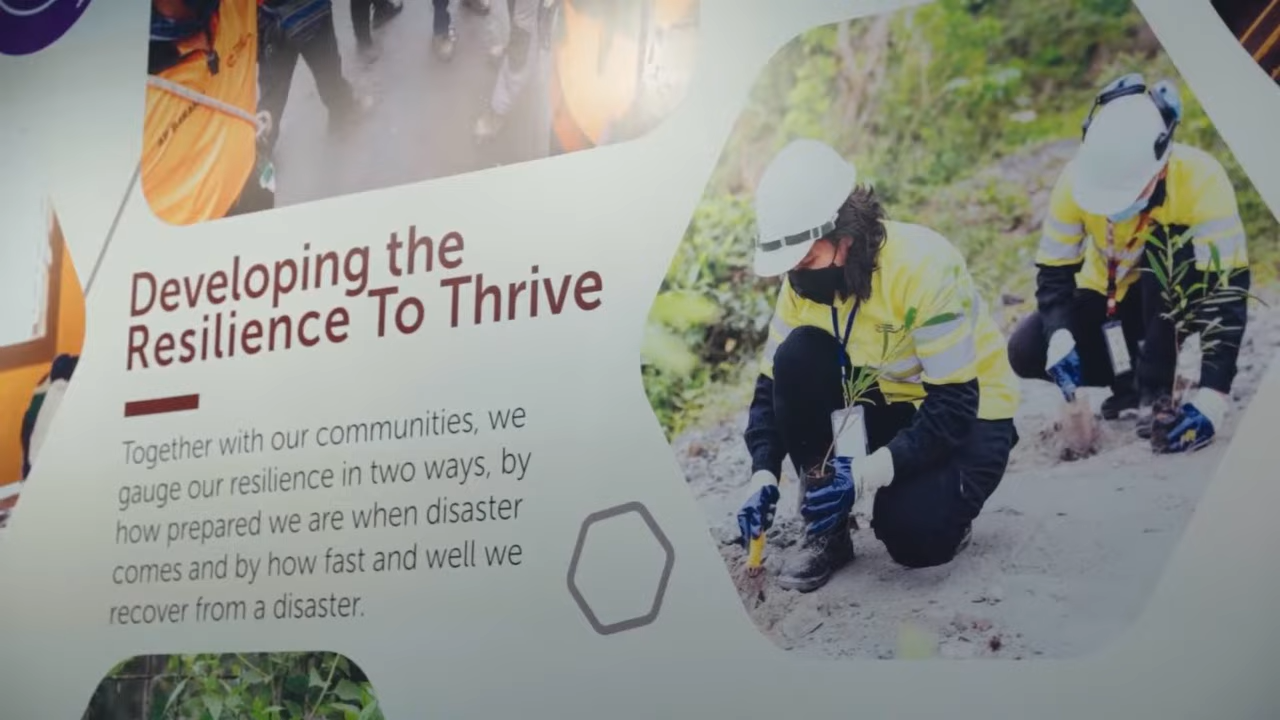 Developing the
Resilience To Thrive
Together with our communities, we
gauge our resilience in two ways, by
how prepared we are when disaster
comes and by how fast and well we
recover from a disaster.